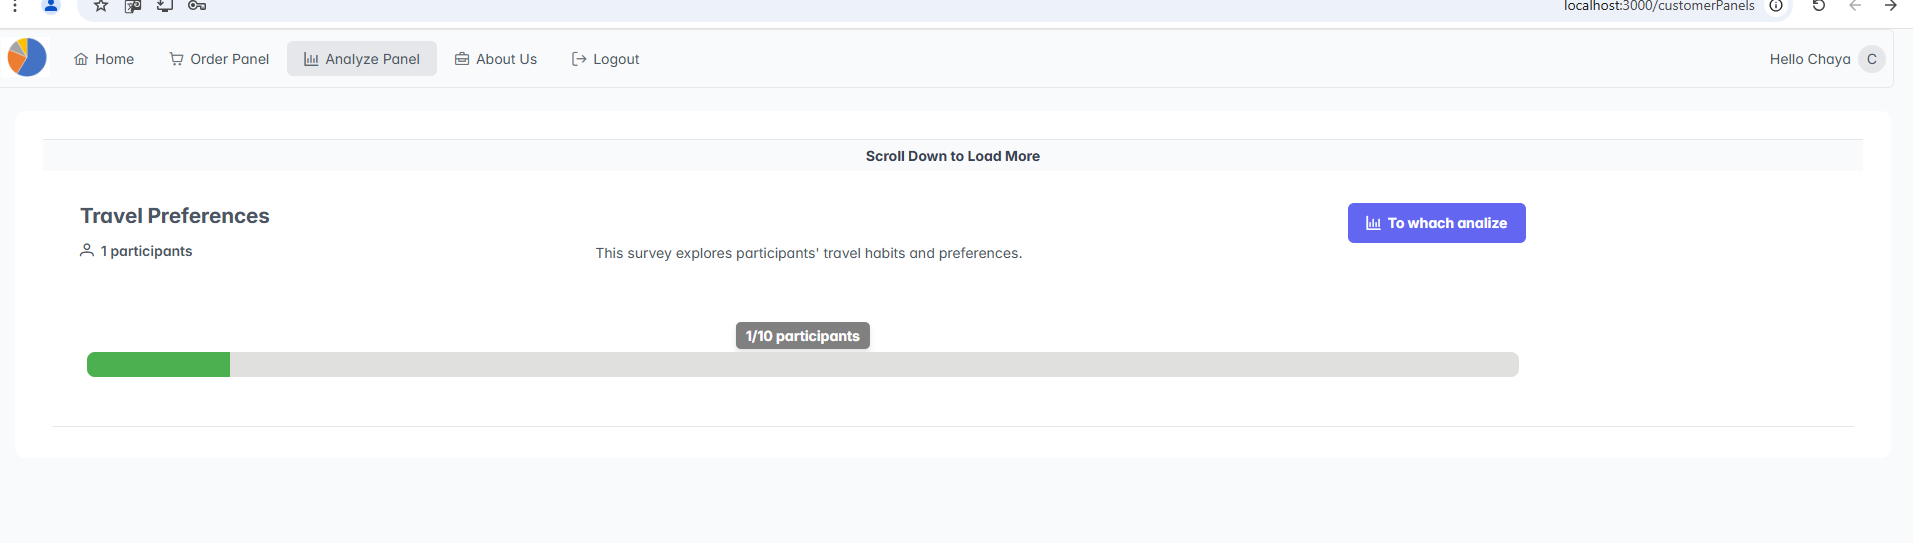 localhost:3000/customerPanels
Home Order Panel Analyze Panel About Us Logout Hello Chaya C
Scroll Down to Load More
Travel Preferences
To whach analize
1 participants
This survey explores participants' travel habits and preferences.
1/10 participants